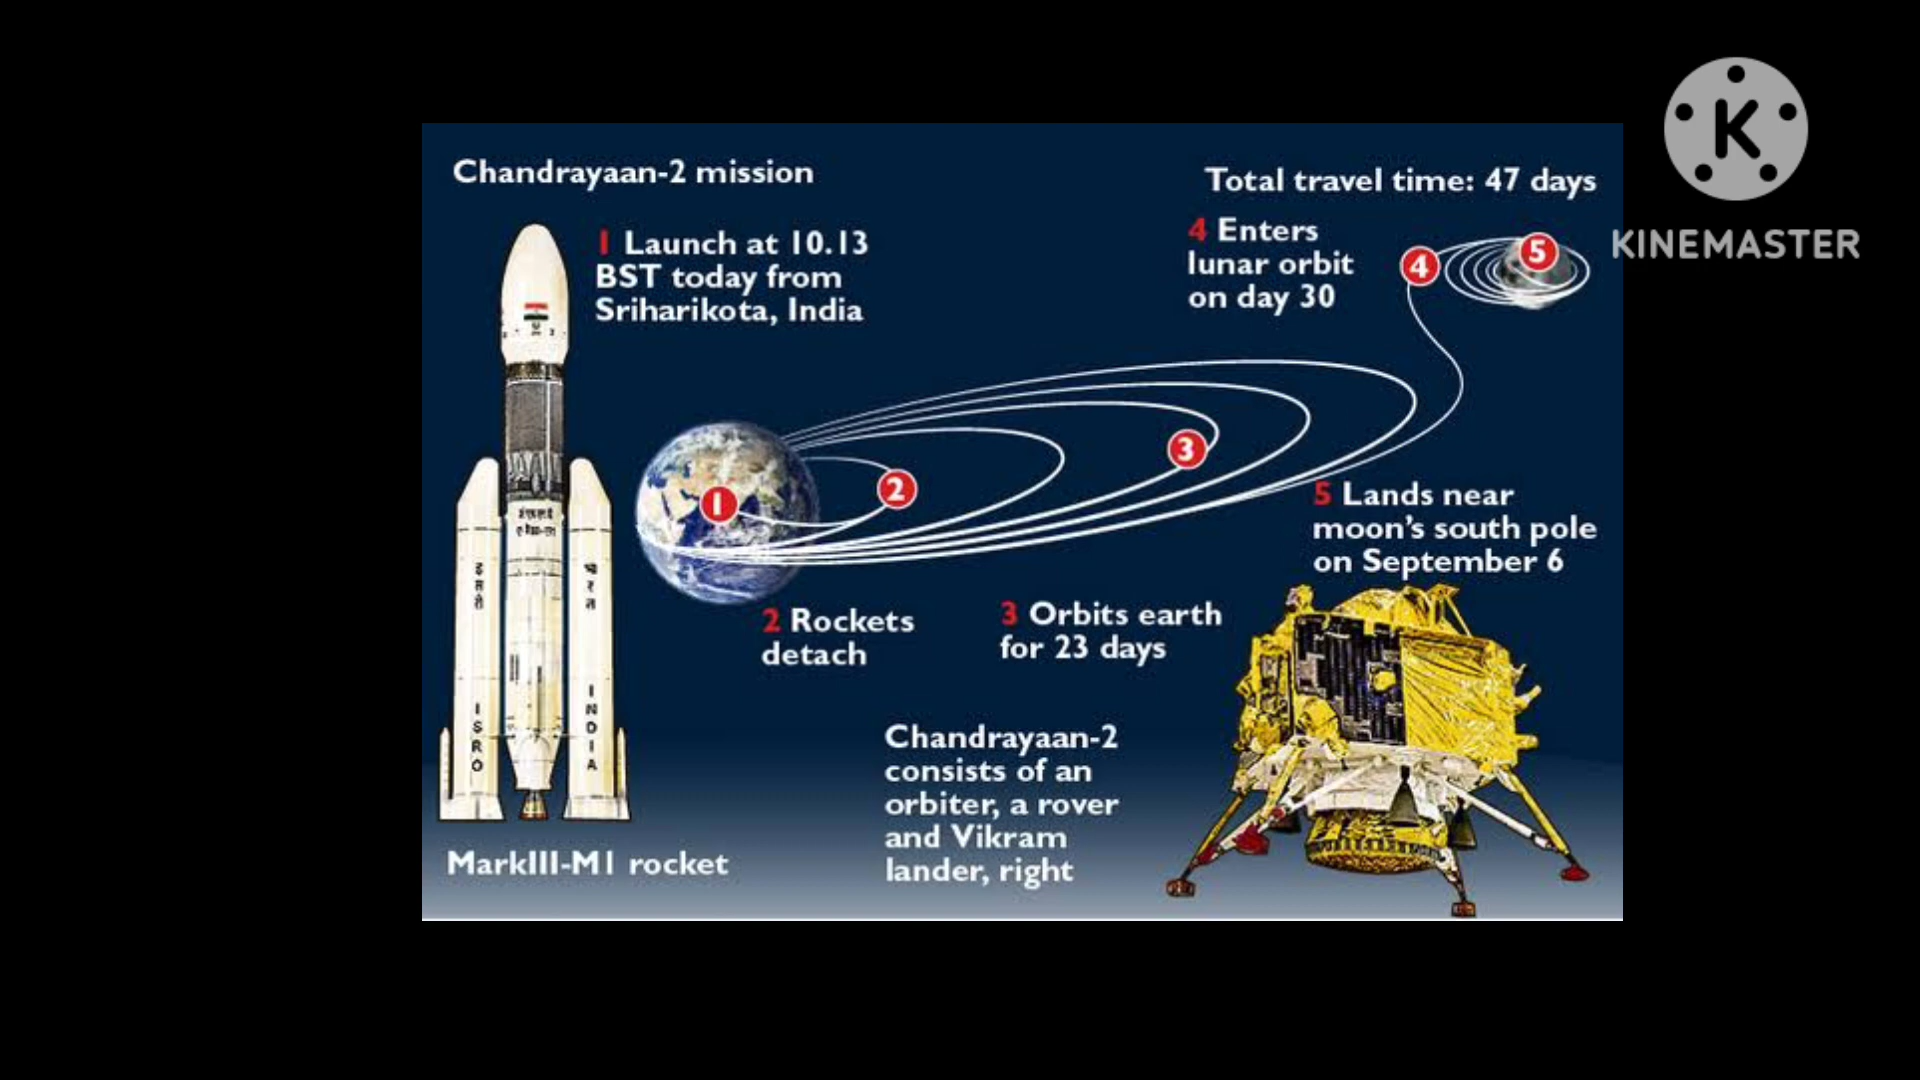 Chandrayaan-2 mission
Total travel time: 47 days
1 Launch at 10.13
BST today from
Sriharikota, India
4 Enters
lunar orbit
on day 30
K
KINEMASTER
4
5
3
2
1
5 Lands near
moon's south pole
on September 6
2 Rockets
detach
3 Orbits earth
for 23 days
Chandrayaan-2
consists of an
orbiter, a rover
and Vikram
lander, right
इसरो
भारत
ISRO
INDIA
MarkIII-M1 rocket